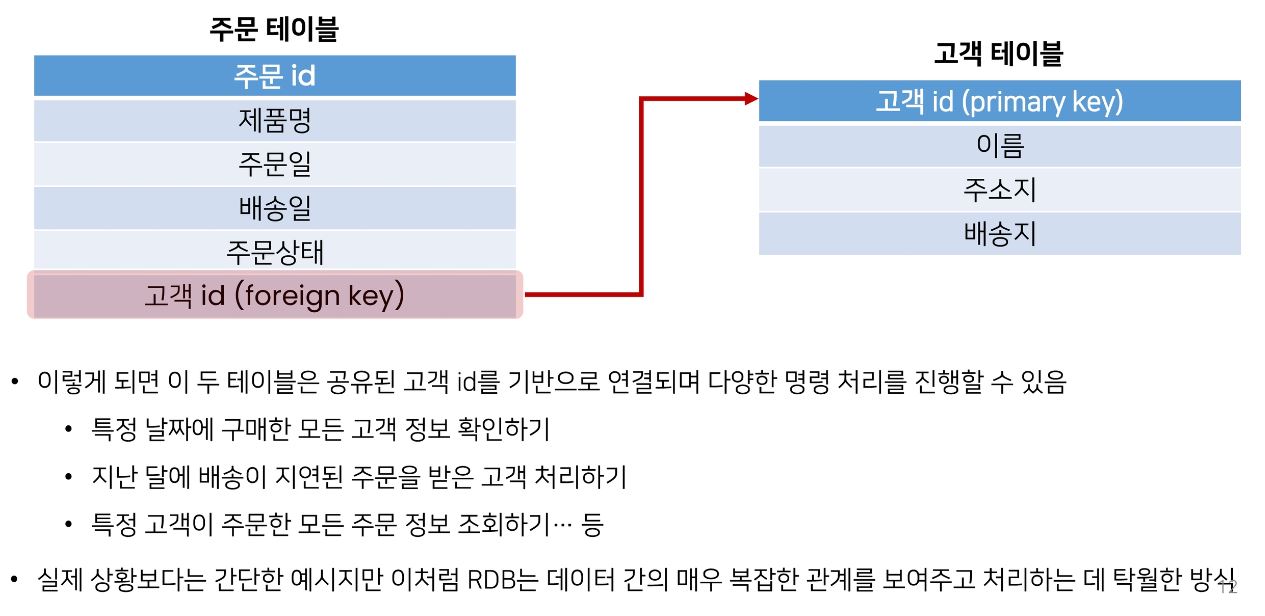 주문 테이블
주문 id
제품명
주문일
배송일
주문상태
고객 id (foreign key)
고객 테이블
고객 id (primary key)
이름
주소지
배송지
• 이렇게 되면 이 두 테이블은 공유된 고객 id를 기반으로 연결되며 다양한 명령 처리를 진행할 수 있음
• 특정 날짜에 구매한 모든 고객 정보 확인하기
• 지난 달에 배송이 지연된 주문을 받은 고객 처리하기
• 특정 고객이 주문한 모든 주문 정보 조회하기… 등
• 실제 상황보다는 간단한 예시지만 이처럼 RDB는 데이터 간의 매우 복잡한 관계를 보여주고 처리하는 데 탁월한 방식
12